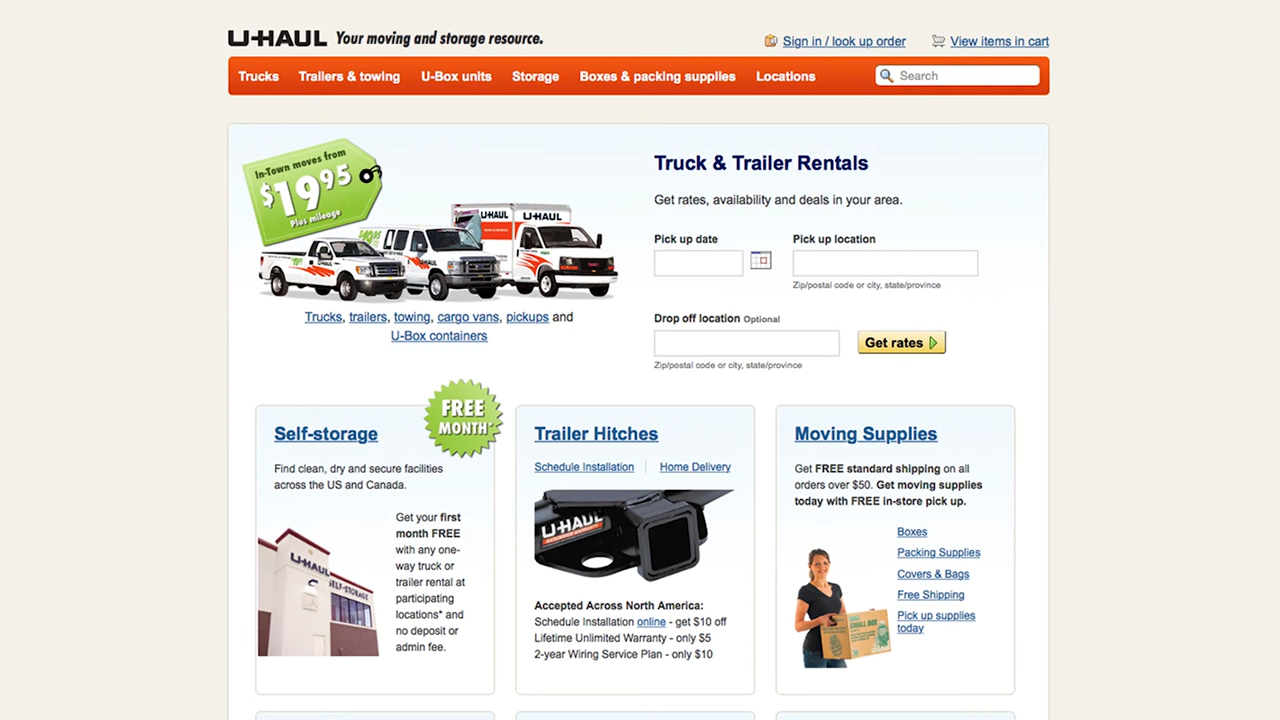 U-HAUL Your moving and storage resource.
Sign in / look up order View items in cart
Trucks Trailers & towing U-Box units Storage Boxes & packing supplies Locations Search
In-Town moves from
$19.95
Plus mileage
U-HAUL U-HAUL
Trucks, trailers, towing, cargo vans, pickups and
U-Box containers
Truck & Trailer Rentals
Get rates, availability and deals in your area.
Pick up date Pick up location
Zip/postal code or city, state/province
Drop off location Optional
Get rates
Zip/postal code or city, state/province
FREE
MONTH*
Self-storage
Find clean, dry and secure facilities
across the US and Canada.
Get your first
month FREE
with any one-
way truck or
trailer rental at
participating
locations* and
no deposit or
admin fee.
U-HAUL
SELF-STORAGE
Trailer Hitches
Schedule Installation Home Delivery
U-HAUL
Accepted Across North America:
Schedule Installation online - get $10 off
Lifetime Unlimited Warranty - only $5
2-year Wiring Service Plan - only $10
Moving Supplies
Get FREE standard shipping on all
orders over $50. Get moving supplies
today with FREE in-store pick up.
Boxes
Packing Supplies
Covers & Bags
Free Shipping
Pick up supplies
today
SMALL BOX